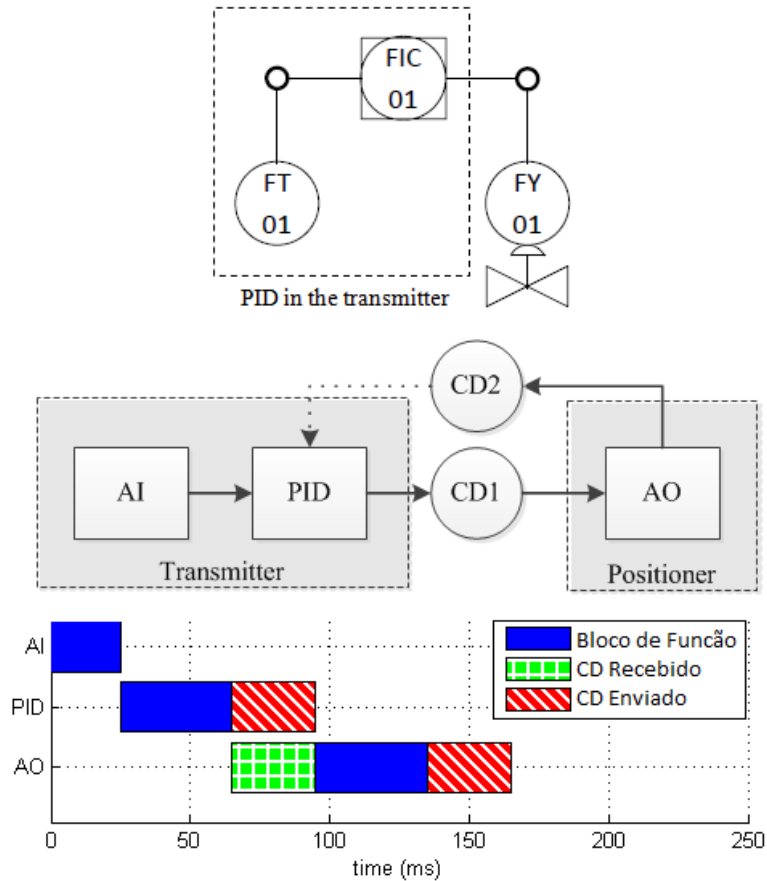 FIC
01
FT
01
FY
01
PID in the transmitter
CD2
AI
PID
CD1
AO
Transmitter
Positioner
AI
PID
AO
Bloco de Funcão
CD Recebido
CD Enviado
0
50
100
150
200
250
time (ms)